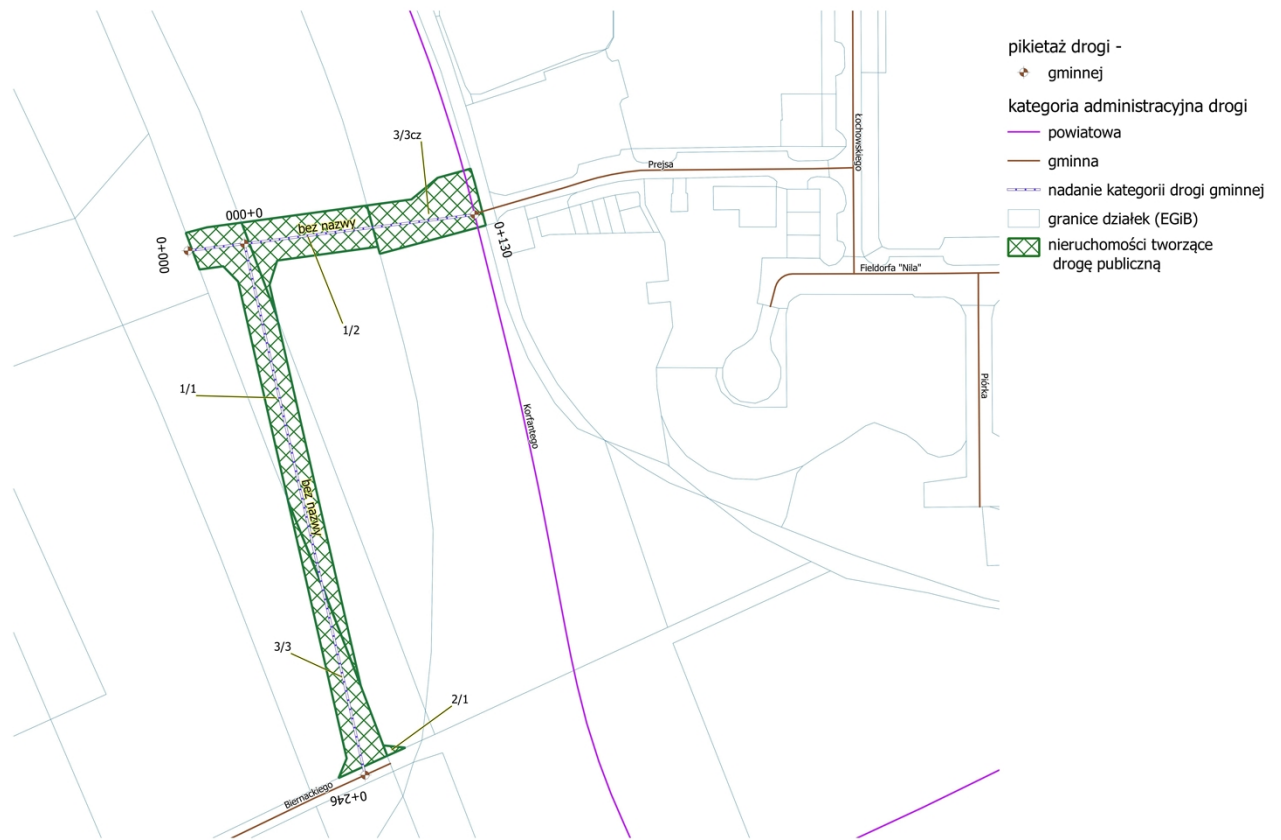 pikietaż drogi -
gminnej
kategoria administracyjna drogi
powiatowa
gminna
nadanie kategorii drogi gminnej
granice działek (EGiB)
nieruchomości tworzące
drogę publiczną
3/3cz
Łochowskiego
Prejsa
0+000
bez nazwy
0+000
0+130
Fieldorfa "Nila"
1/2
1/1
Piórka
Korfantego
bez nazwy
3/3
2/1
Biernackiego
0+246